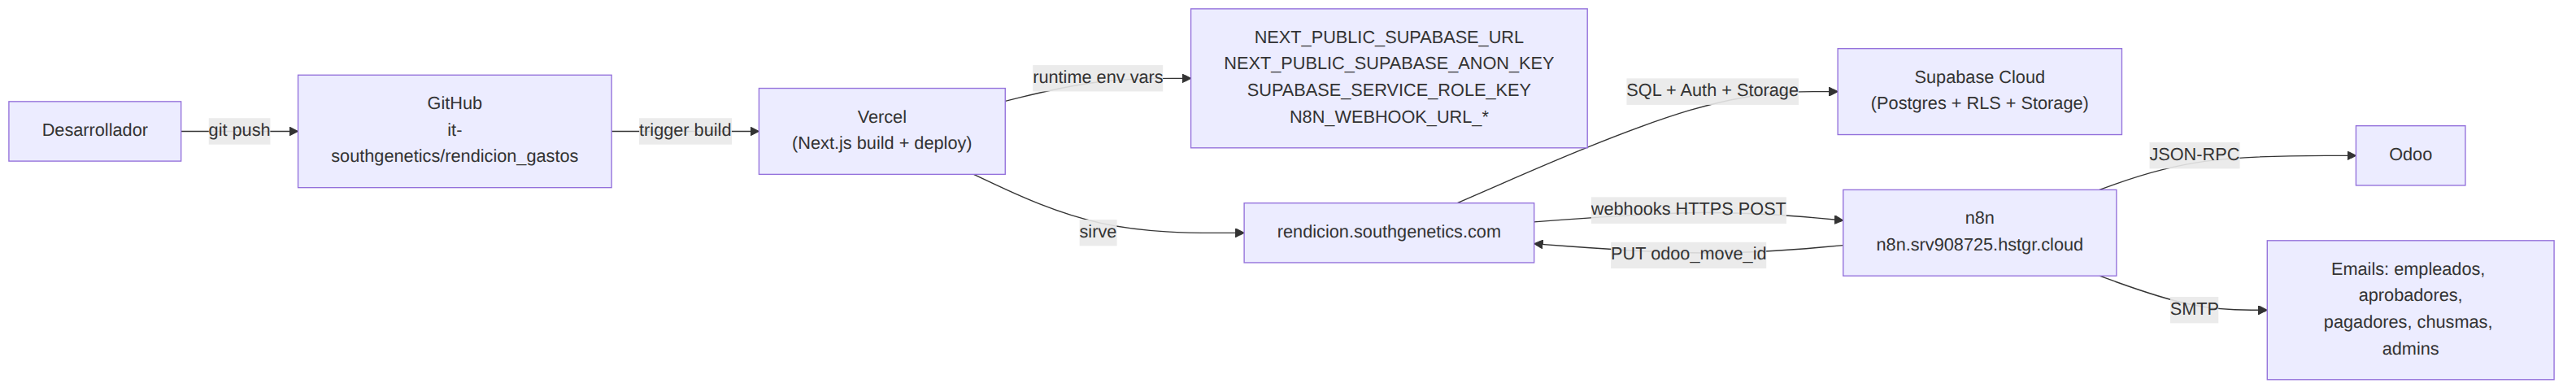 Desarrollador
git push
GitHub
it-
southgenetics/rendicion_gastos
trigger build
Vercel
(Next.js build + deploy)
runtime env vars
NEXT_PUBLIC_SUPABASE_URL
NEXT_PUBLIC_SUPABASE_ANON_KEY
SUPABASE_SERVICE_ROLE_KEY
N8N_WEBHOOK_URL_*
sirve
rendicion.southgenetics.com
SQL + Auth + Storage
Supabase Cloud
(Postgres + RLS + Storage)
webhooks HTTPS POST
PUT odoo_move_id
n8n
n8n.srv908725.hstgr.cloud
JSON-RPC
Odoo
SMTP
Emails: empleados,
aprobadores,
pagadores, chusmas,
admins